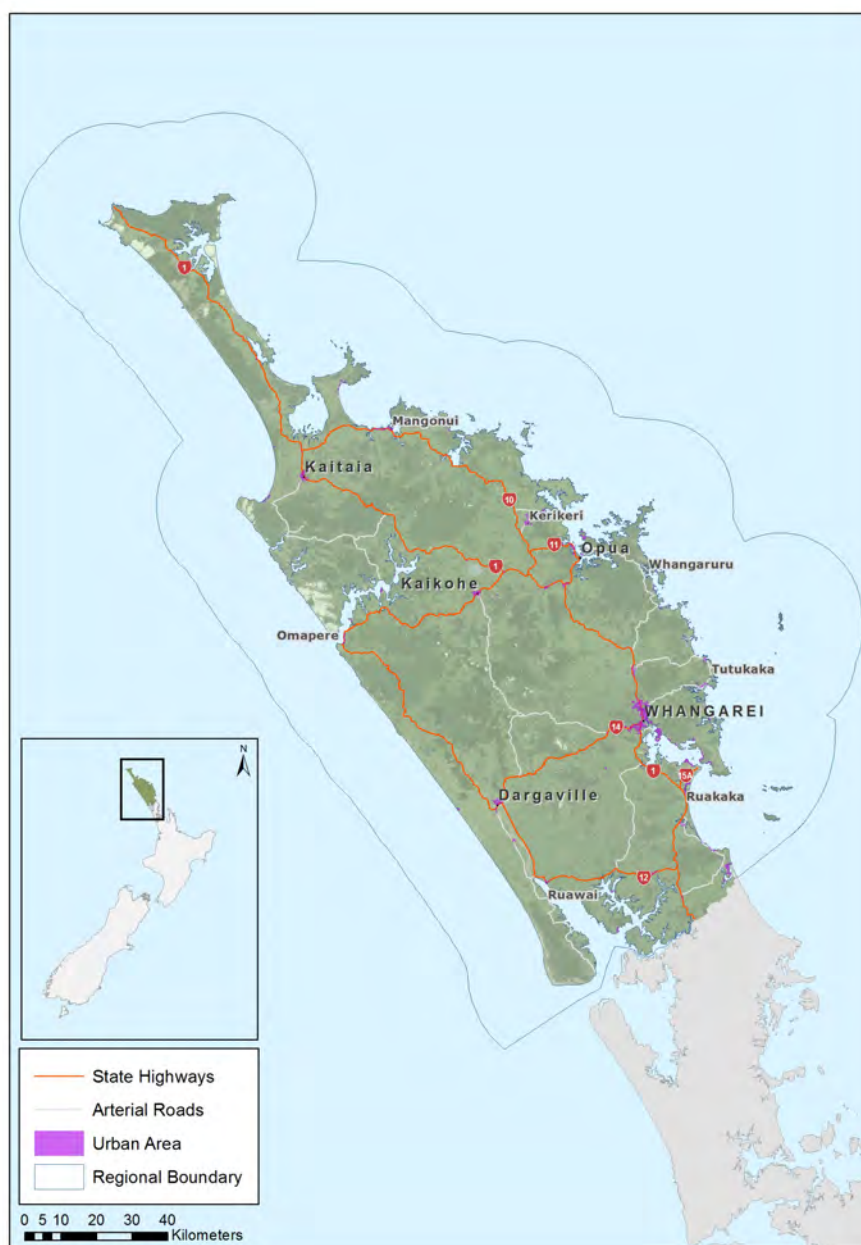 1
Mangonui
Kaitaia
10
Kerikeri
11
Opua
1
Whangaruru
Kaikohe
Omapere
Tutukaka
WHANGAREI
14
1
15A
Dargaville
Ruakaka
12
Ruawai
N
State Highways
Arterial Roads
Urban Area
Regional Boundary
0 5 10 20 30 40
Kilometers